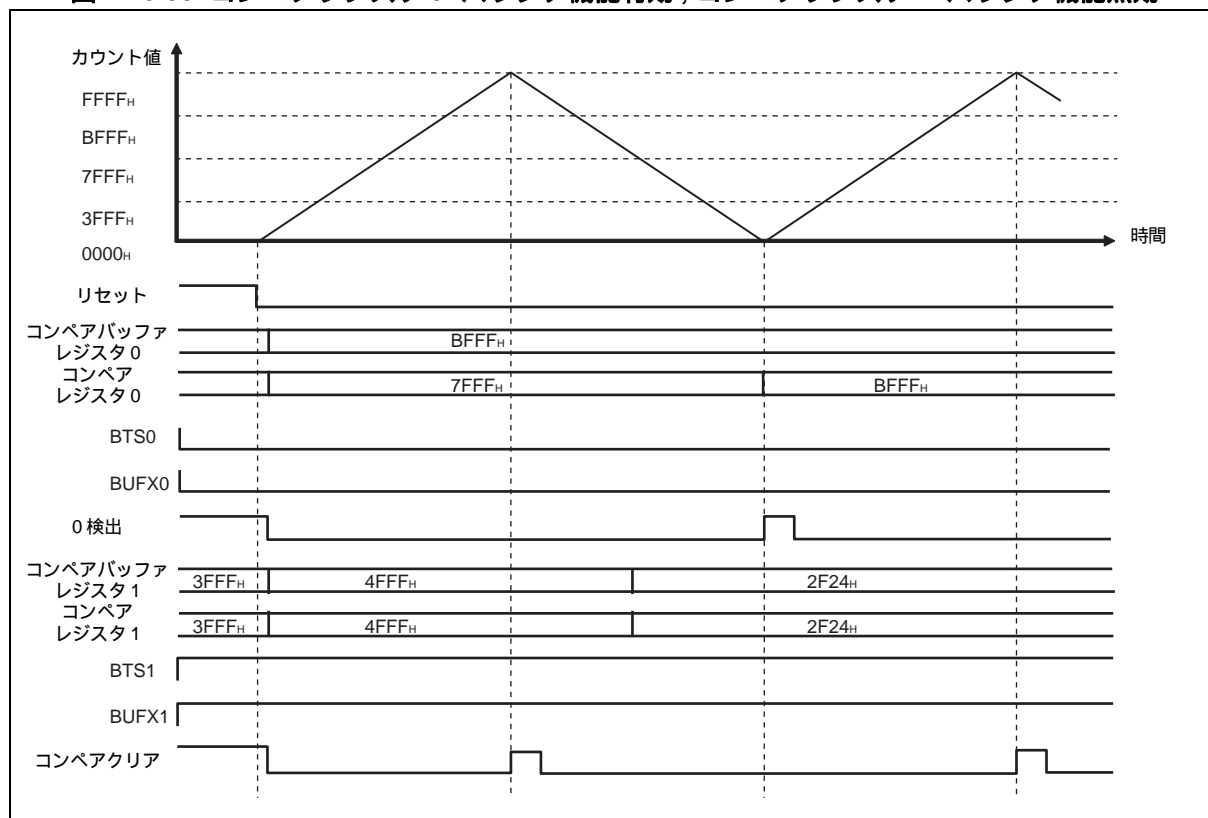 カウント値
FFFFH
BFFFH
7FFFH
3FFFH
0000H
時間
リセット
コンペアバッファ
レジスタ0
BFFFH
コンペア
レジスタ0
7FFFH
BFFFH
BTS0
BUFX0
0検出
コンペアバッファ
レジスタ1
3FFFH
4FFFH
2F24H
コンペア
レジスタ1
3FFFH
4FFFH
2F24H
BTS1
BUFX1
コンペアクリア